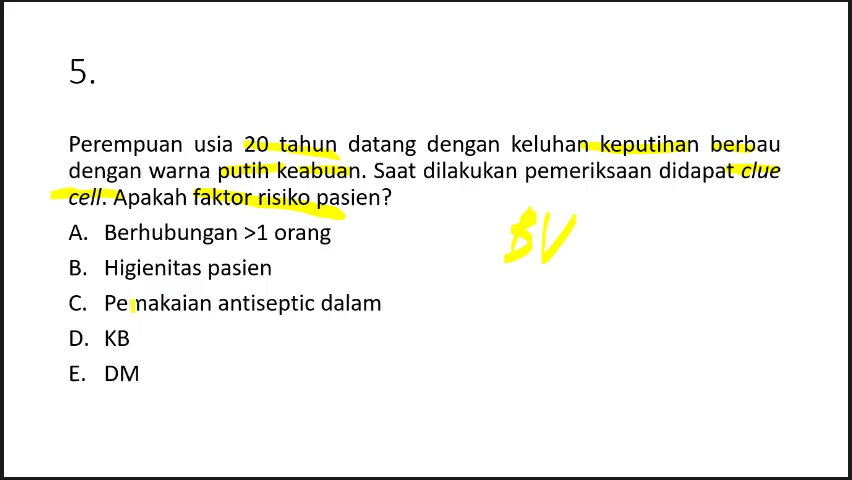 5.
Perempuan usia 20 tahun datang dengan keluhan keputihan berbau
dengan warna putih keabuan. Saat dilakukan pemeriksaan didapat clue
cell. Apakah faktor risiko pasien?
BV
A. Berhubungan >1 orang
B. Higienitas pasien
C. Pemakaian antiseptic dalam
D. KB
E. DM